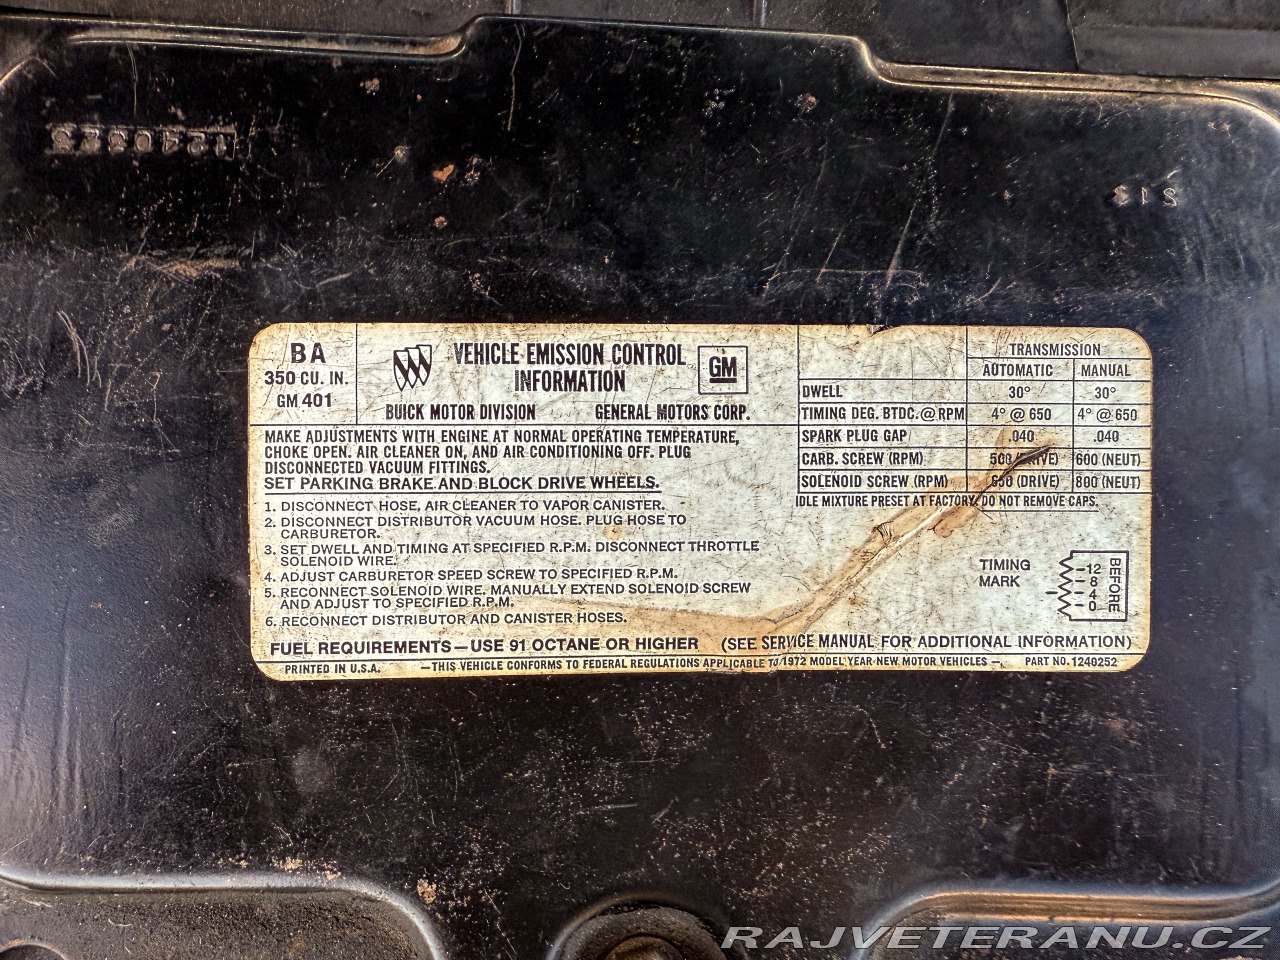 1240323
SI3
BA
350 CU. IN.
GM 401
VEHICLE EMISSION CONTROL
INFORMATION
GM
BUICK MOTOR DIVISION GENERAL MOTORS CORP.
TRANSMISSION
AUTOMATIC MANUAL
DWELL 30° 30°
TIMING DEG. BTDC.@RPM 4° @ 650 4° @ 650
SPARK PLUG GAP .040 .040
CARB. SCREW (RPM) 500 (DRIVE) 600 (NEUT)
SOLENOID SCREW (RPM) 650 (DRIVE) 800 (NEUT)
IDLE MIXTURE PRESET AT FACTORY. DO NOT REMOVE CAPS.
MAKE ADJUSTMENTS WITH ENGINE AT NORMAL OPERATING TEMPERATURE,
CHOKE OPEN. AIR CLEANER ON, AND AIR CONDITIONING OFF. PLUG
DISCONNECTED VACUUM FITTINGS.
SET PARKING BRAKE AND BLOCK DRIVE WHEELS.
1. DISCONNECT HOSE, AIR CLEANER TO VAPOR CANISTER.
2. DISCONNECT DISTRIBUTOR VACUUM HOSE. PLUG HOSE TO
CARBURETOR.
3. SET DWELL AND TIMING AT SPECIFIED R.P.M. DISCONNECT THROTTLE
SOLENOID WIRE.
4. ADJUST CARBURETOR SPEED SCREW TO SPECIFIED R.P.M.
5. RECONNECT SOLENOID WIRE. MANUALLY EXTEND SOLENOID SCREW
AND ADJUST TO SPECIFIED R.P.M.
6. RECONNECT DISTRIBUTOR AND CANISTER HOSES.
TIMING
MARK
12
8
4
0
BEFORE
FUEL REQUIREMENTS—USE 91 OCTANE OR HIGHER (SEE SERVICE MANUAL FOR ADDITIONAL INFORMATION)
PRINTED IN U.S.A. —THIS VEHICLE CONFORMS TO FEDERAL REGULATIONS APPLICABLE TO 1972 MODEL YEAR NEW MOTOR VEHICLES—. PART NO. 1240252
RAJVETERANU.CZ